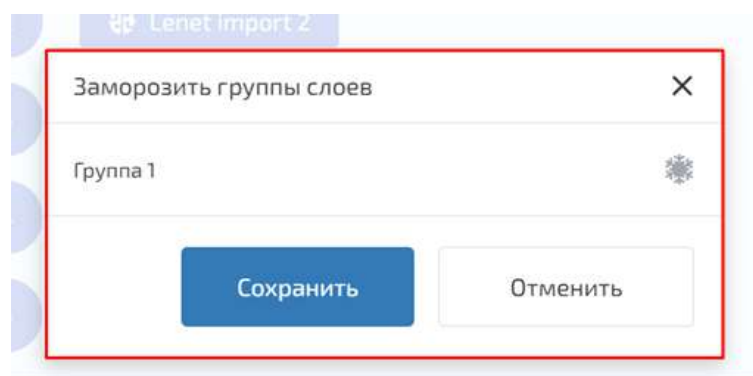 Lenet import 2
Заморозить группы слоев
Группа 1
Сохранить Отменить